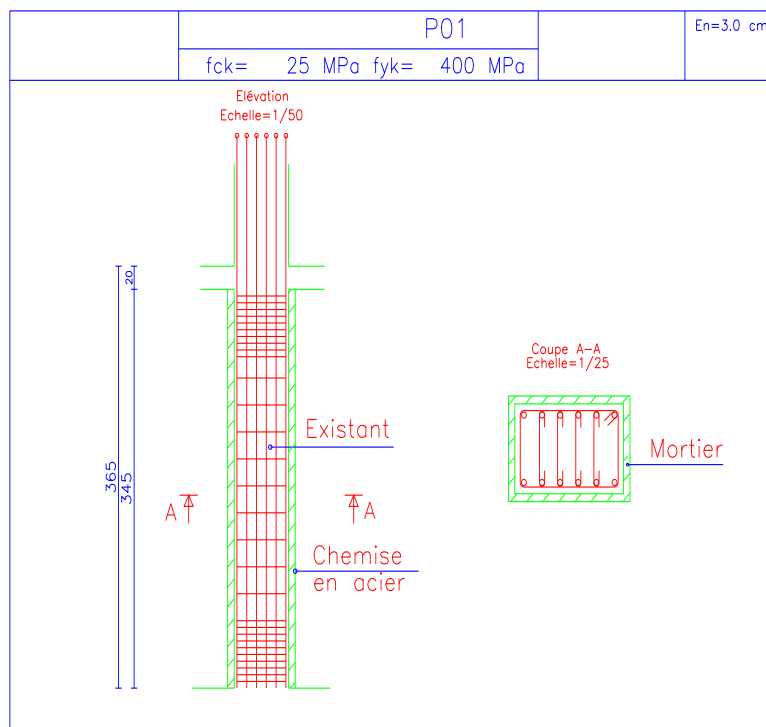 P01
En=3.0 cm
fck= 25 MPa fyk= 400 MPa
Elévation
Echelle=1/50
20
Coupe A-A
Echelle=1/25
Existant
Mortier
365
345
A
A
Chemise
en acier